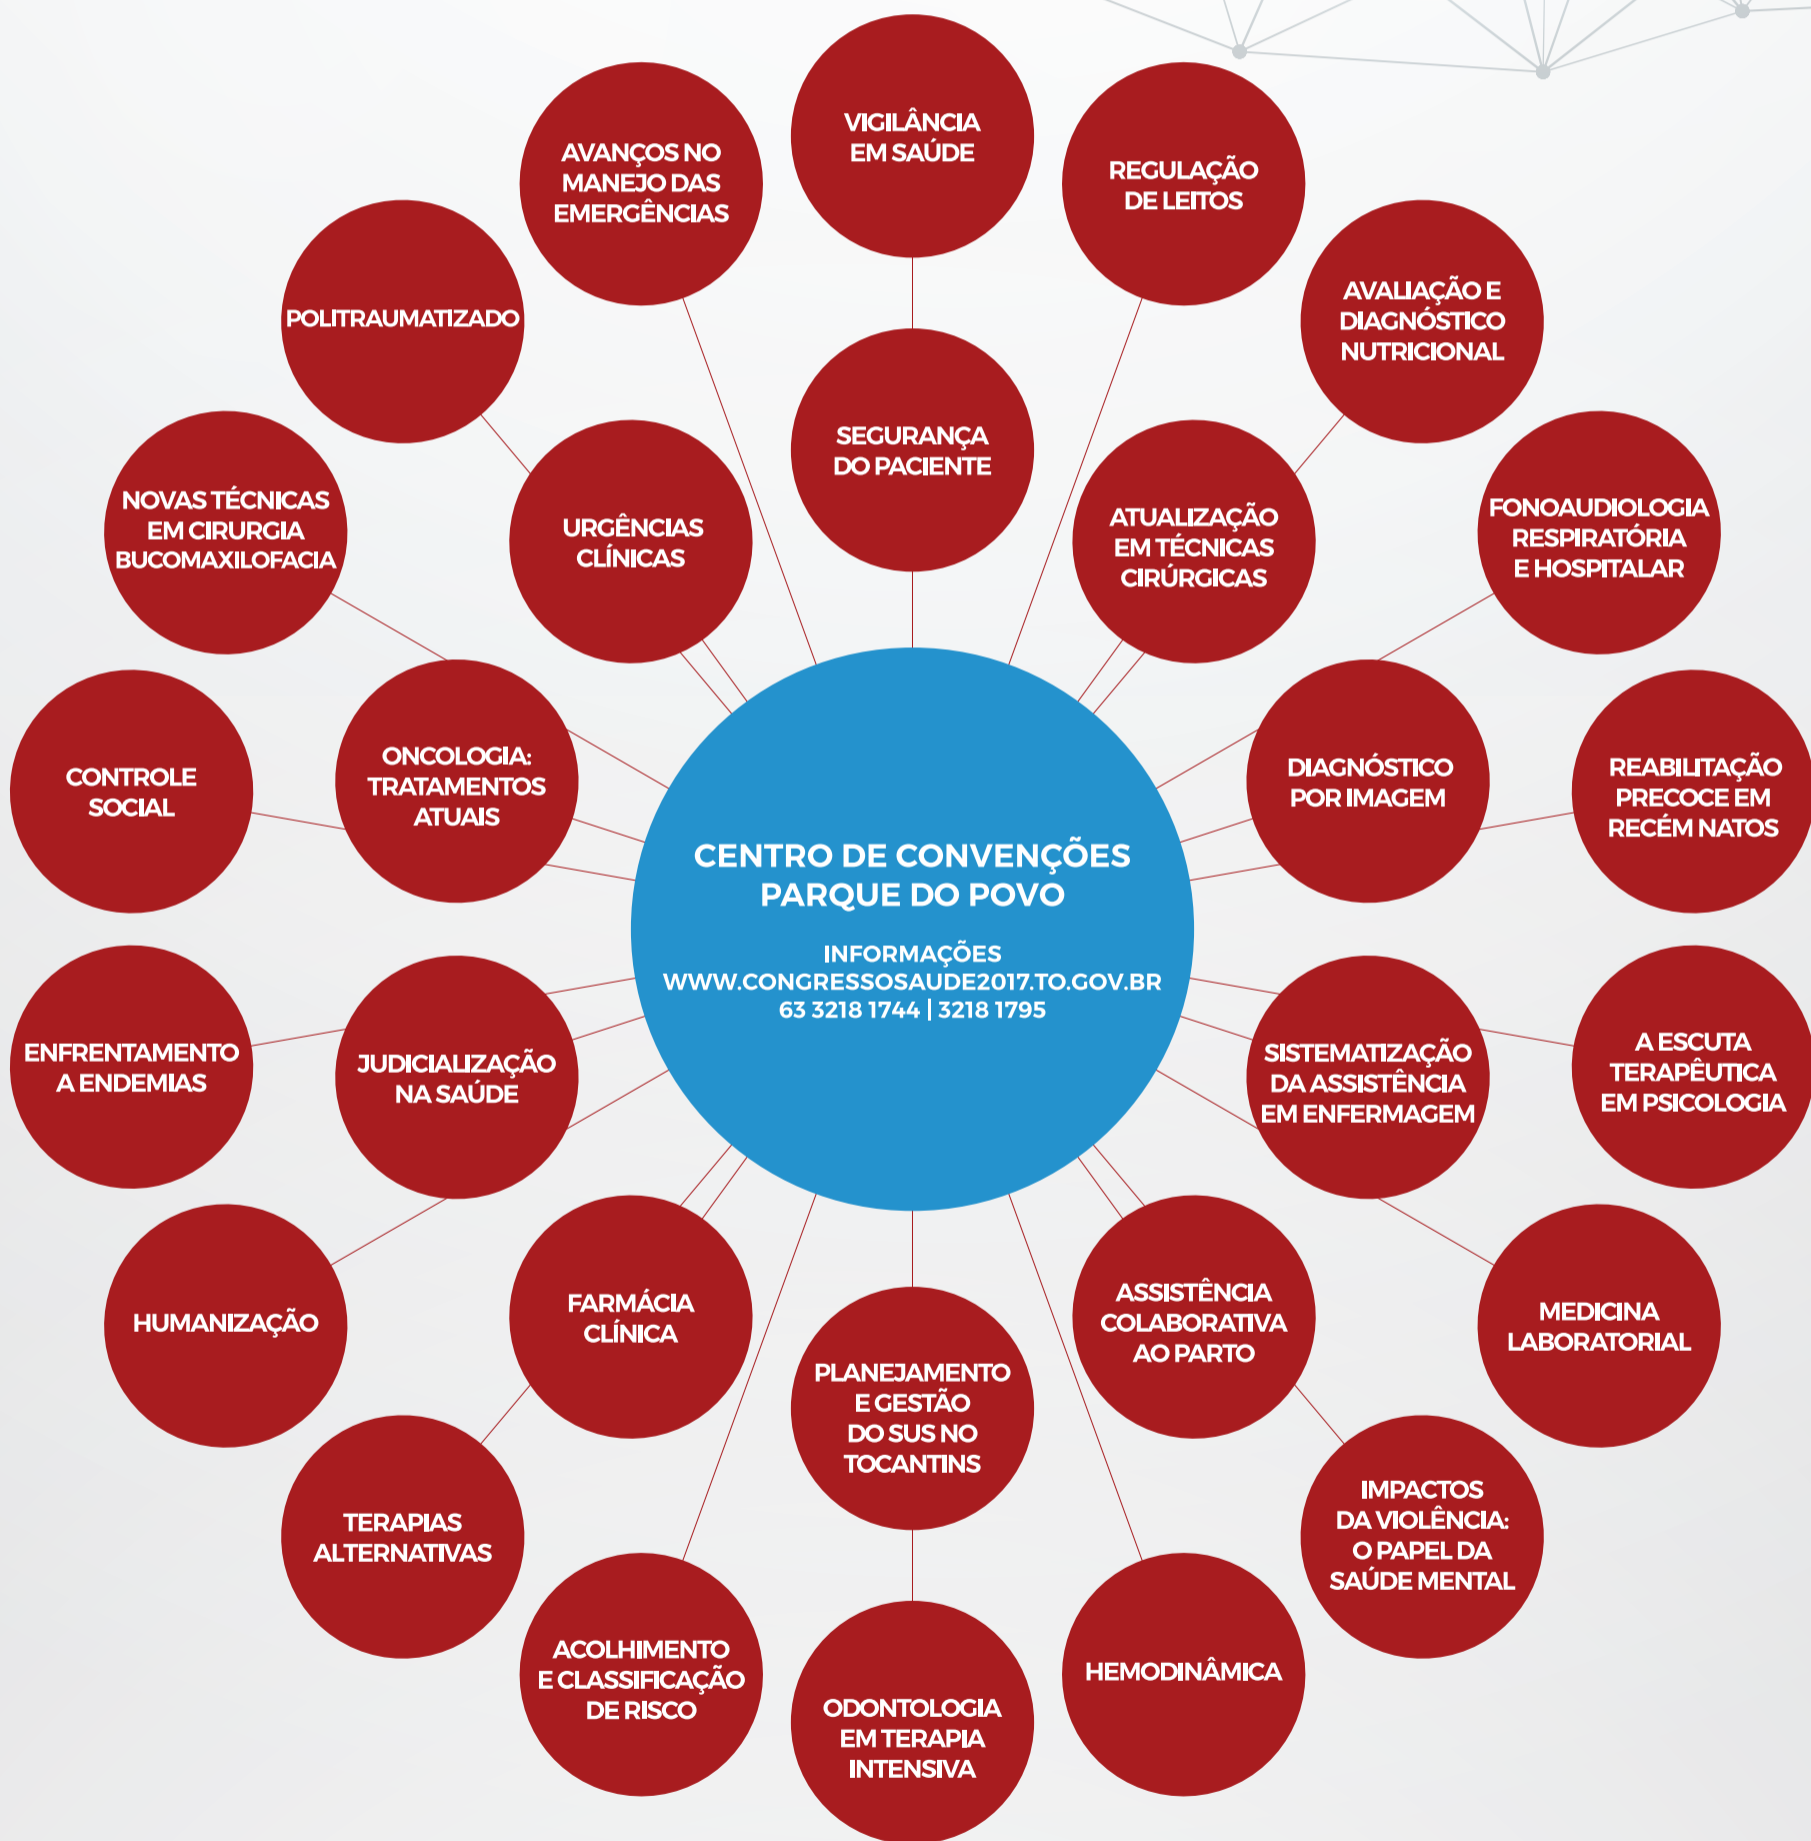 VIGILÂNCIA
EM SAÚDE
AVANÇOS NO
MANEJO DAS
EMERGÊNCIAS
REGULAÇÃO
DE LEITOS
POLITRAUMATIZADO
AVALIAÇÃO E
DIAGNÓSTICO
NUTRICIONAL
SEGURANÇA
DO PACIENTE
NOVAS TÉCNICAS
EM CIRURGIA
BUCOMAXILOFACIA
URGÊNCIAS
CLÍNICAS
ATUALIZAÇÃO
EM TÉCNICAS
CIRÚRGICAS
FONOAUDIOLOGIA
RESPIRATÓRIA
E HOSPITALAR
CONTROLE
SOCIAL
ONCOLOGIA:
TRATAMENTOS
ATUAIS
DIAGNÓSTICO
POR IMAGEM
REABILITAÇÃO
PRECOCE EM
RECÉM NATOS
CENTRO DE CONVENÇÕES
PARQUE DO POVO
INFORMAÇÕES
WWW.CONGRESSOSAUDE2017.TO.GOV.BR
63 3218 1744 | 3218 1795
ENFRENTAMENTO
A ENDEMIAS
JUDICIALIZAÇÃO
NA SAÚDE
SISTEMATIZAÇÃO
DA ASSISTÊNCIA
EM ENFERMAGEM
A ESCUTA
TERAPÊUTICA
EM PSICOLOGIA
HUMANIZAÇÃO
FARMÁCIA
CLÍNICA
ASSISTÊNCIA
COLABORATIVA
AO PARTO
MEDICINA
LABORATORIAL
PLANEJAMENTO
E GESTÃO
DO SUS NO
TOCANTINS
TERAPIAS
ALTERNATIVAS
IMPACTOS
DA VIOLÊNCIA:
O PAPEL DA
SAÚDE MENTAL
ACOLHIMENTO
E CLASSIFICAÇÃO
DE RISCO
ODONTOLOGIA
EM TERAPIA
INTENSIVA
HEMODINÂMICA